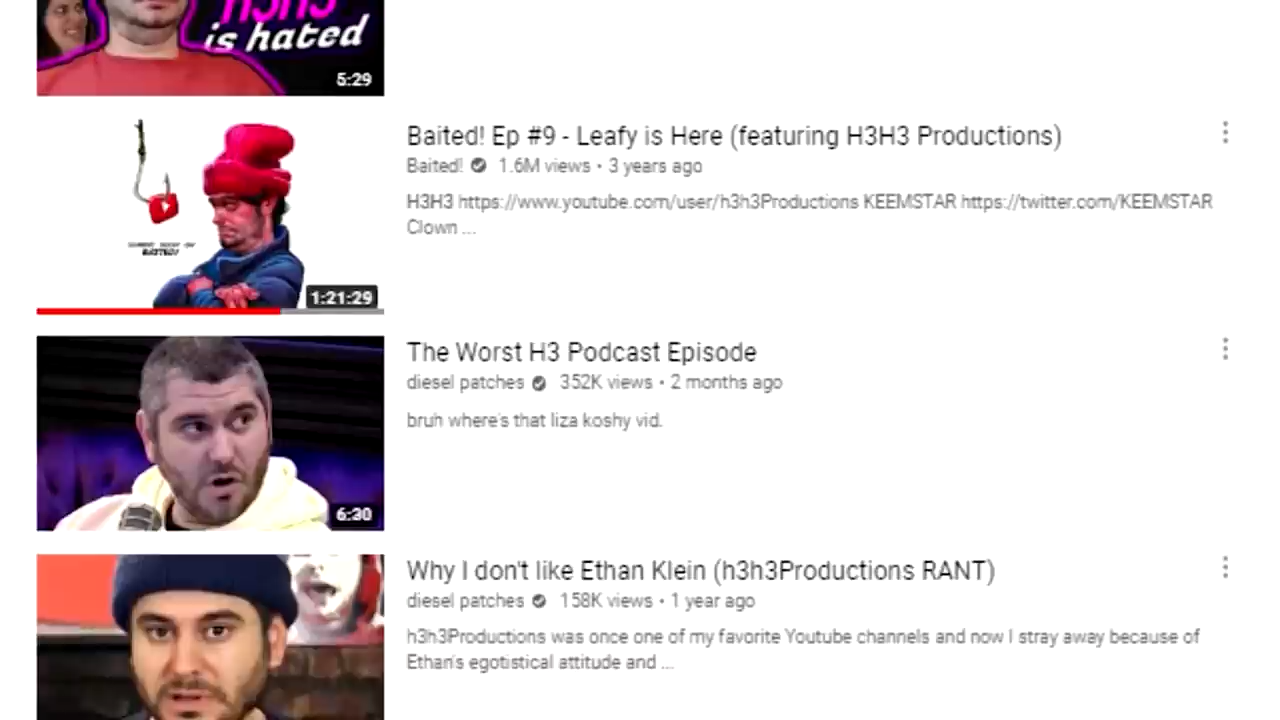 H3H3
is hated
5:29
Baited! Ep #9 - Leafy is Here (featuring H3H3 Productions)
Baited! 1.6M views • 3 years ago
H3H3 https://www.youtube.com/user/h3h3Productions KEEMSTAR https://twitter.com/KEEMSTAR
Clown ...
BAITED!
1:21:29
The Worst H3 Podcast Episode
diesel patches 352K views • 2 months ago
bruh where's that liza koshy vid.
6:30
Why I don't like Ethan Klein (h3h3Productions RANT)
diesel patches 158K views • 1 year ago
h3h3Productions was once one of my favorite Youtube channels and now I stray away because of
Ethan's egotistical attitude and ...